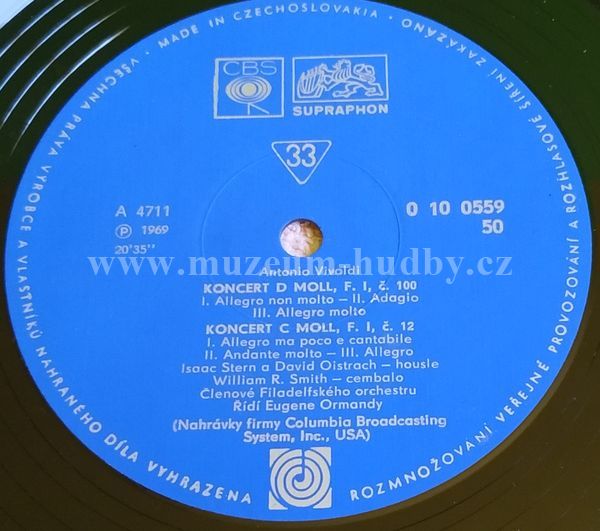 VŠECHNA PRÁVA VÝROBCE A VLASTNÍKŮ NAHRANÉHO DÍLA VYHRAZENA
MADE IN CZECHOSLOVAKIA
ROZMNOŽOVÁNÍ VEŘEJNÉ PROVOZOVÁNÍ A ROZHLASOVÉ ŠÍŘENÍ ZAKÁZÁNO
CBS
SUPRAPHON
33
A 4711
0 10 0559
℗ 1969
50
20'35"
www.muzeum-hudby.cz
Antonio Vivaldi
KONCERT D MOLL, F. I, č. 100
I. Allegro non molto – II. Adagio
III. Allegro molto
KONCERT C MOLL, F. I, č. 12
I. Allegro ma poco e cantabile
II. Andante molto – III. Allegro
Isaac Stern a David Oistrach – housle
William R. Smith – cembalo
Členové Filadelfského orchestru
Řídí Eugene Ormandy
(Nahrávky firmy Columbia Broadcasting
System, Inc., USA)